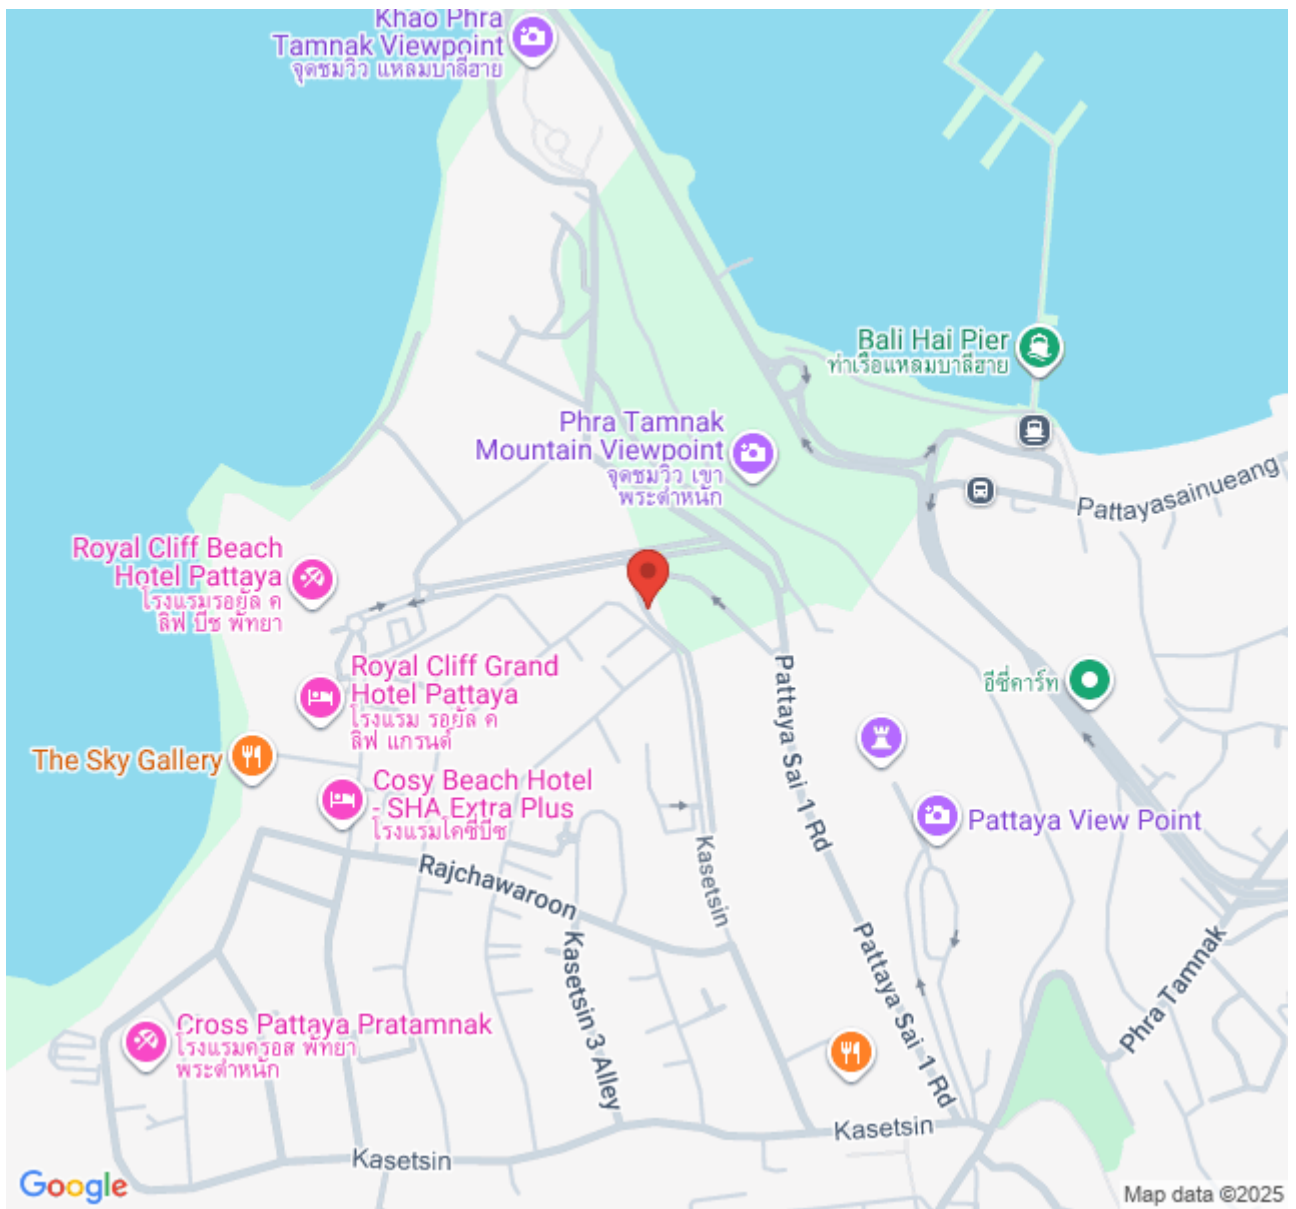 Khao Phra
Tamnak Viewpoint
จุดชมวิว แหลมบาลีฮาย
Bali Hai Pier
ท่าเรือแหลมบาลีฮาย
Phra Tamnak
Mountain Viewpoint
จุดชมวิว เขา
พระตำหนัก
Pattayasainueang
Royal Cliff Beach
Hotel Pattaya
โรงแรมรอยัล ค
ลิฟ บีช พัทยา
Royal Cliff Grand
Hotel Pattaya
โรงแรม รอยัล ค
ลิฟ แกรนด์
อีซี่คาร์ท
Pattaya Sai 1 Rd
The Sky Gallery
Cosy Beach Hotel
- SHA Extra Plus
โรงแรมโคซี่บีช
Pattaya View Point
Kasetsin
Rajchawaroon
Kasetsin 3 Alley
Pattaya Sai 1 Rd
Phra Tamnak
Cross Pattaya Pratamnak
โรงแรมครอส พัทยา
พระตำหนัก
Kasetsin
Kasetsin
Google
Map data ©2025